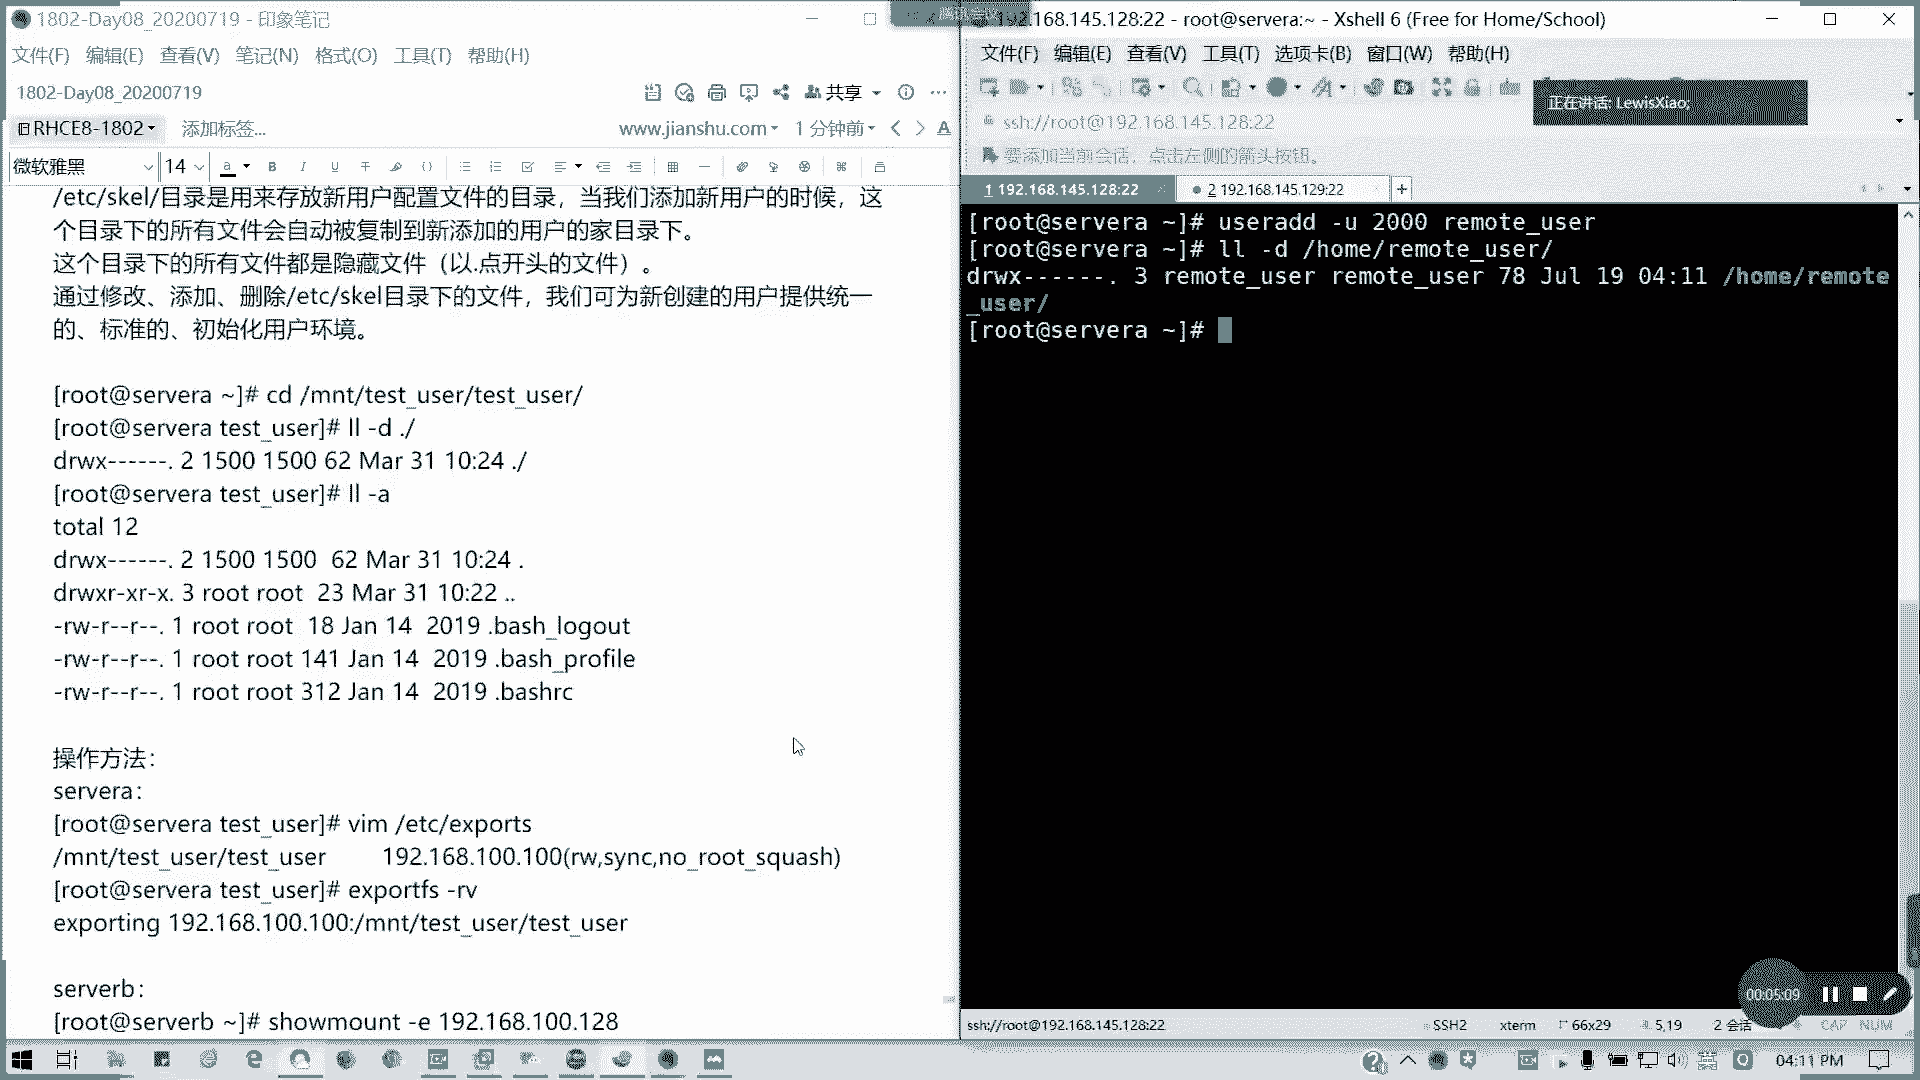 1802-Day08_20200719 - 印象笔记
文件(F) 编辑(E) 查看(V) 笔记(N) 格式(O) 工具(T) 帮助(H)
1802-Day08_20200719
共享
RHCE8-1802
添加标签...
www.jianshu.com
1 分钟前
微软雅黑
14
/etc/skel/目录是用来存放新用户配置文件的目录，当我们添加新用户的时候，这
个目录下的所有文件会自动被复制到新添加的用户的家目录下。
这个目录下的所有文件都是隐藏文件（以.点开头的文件）。
通过修改、添加、删除/etc/skel目录下的文件，我们可为新创建的用户提供统一
的、标准的、初始化用户环境。
[root@servera ~]# cd /mnt/test_user/test_user/
[root@servera test_user]# ll -d ./
drwx------. 2 1500 1500 62 Mar 31 10:24 ./
[root@servera test_user]# ll -a
total 12
drwx------. 2 1500 1500  62 Mar 31 10:24 .
drwxr-xr-x. 3 root root  23 Mar 31 10:22 ..
-rw-r--r--. 1 root root  18 Jan 14  2019 .bash_logout
-rw-r--r--. 1 root root 141 Jan 14  2019 .bash_profile
-rw-r--r--. 1 root root 312 Jan 14  2019 .bashrc
操作方法：
servera：
[root@servera test_user]# vim /etc/exports
/mnt/test_user/test_user 192.168.100.100(rw,sync,no_root_squash)
[root@servera test_user]# exportfs -rv
exporting 192.168.100.100:/mnt/test_user/test_user
serverb：
[root@serverb ~]# showmount -e 192.168.100.128
腾讯会议
192.168.145.128:22 - root@servera:~ - Xshell 6 (Free for Home/School)
文件(F) 编辑(E) 查看(V) 工具(T) 选项卡(B) 窗口(W) 帮助(H)
正在讲话: LewisXiao;
ssh://root@192.168.145.128:22
要添加当前会话，点击左侧的箭头按钮。
1 192.168.145.128:22
2 192.168.145.129:22
[root@servera ~]# useradd -u 2000 remote_user
[root@servera ~]# ll -d /home/remote_user/
drwx------. 3 remote_user remote_user 78 Jul 19 04:11 /home/remote
_user/
[root@servera ~]#
00:05:09
ssh://root@192.168.145.128:22
SSH2
xterm
66x29
5,19
2 会话
CAP NUM
04:11 PM